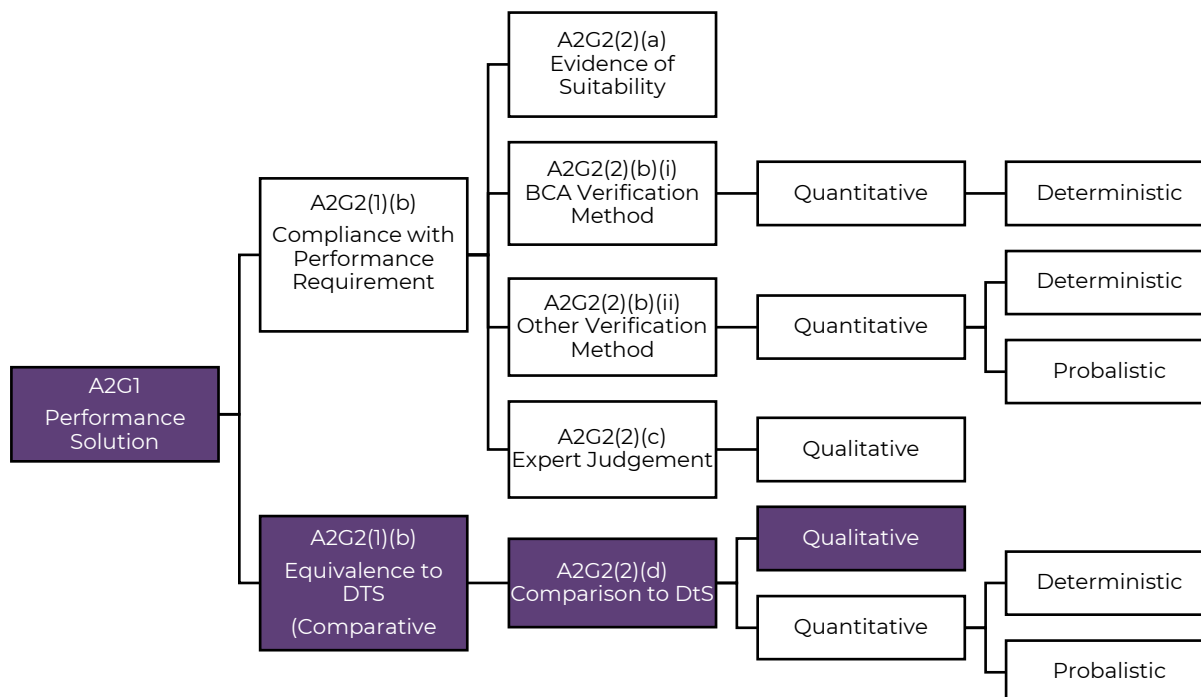 A2G2(2)(a)
Evidence of
Suitability
A2G2(2)(b)(i)
BCA Verification
Method
Quantitative
Deterministic
A2G2(1)(b)
Compliance with
Performance
Requirement
A2G2(2)(b)(ii)
Other Verification
Method
Quantitative
Deterministic
Probalistic
A2G1
Performance
Solution
A2G2(2)(c)
Expert Judgement
Qualitative
A2G2(1)(b)
Equivalence to
DTS
(Comparative
A2G2(2)(d)
Comparison to DtS
Qualitative
Quantitative
Deterministic
Probalistic